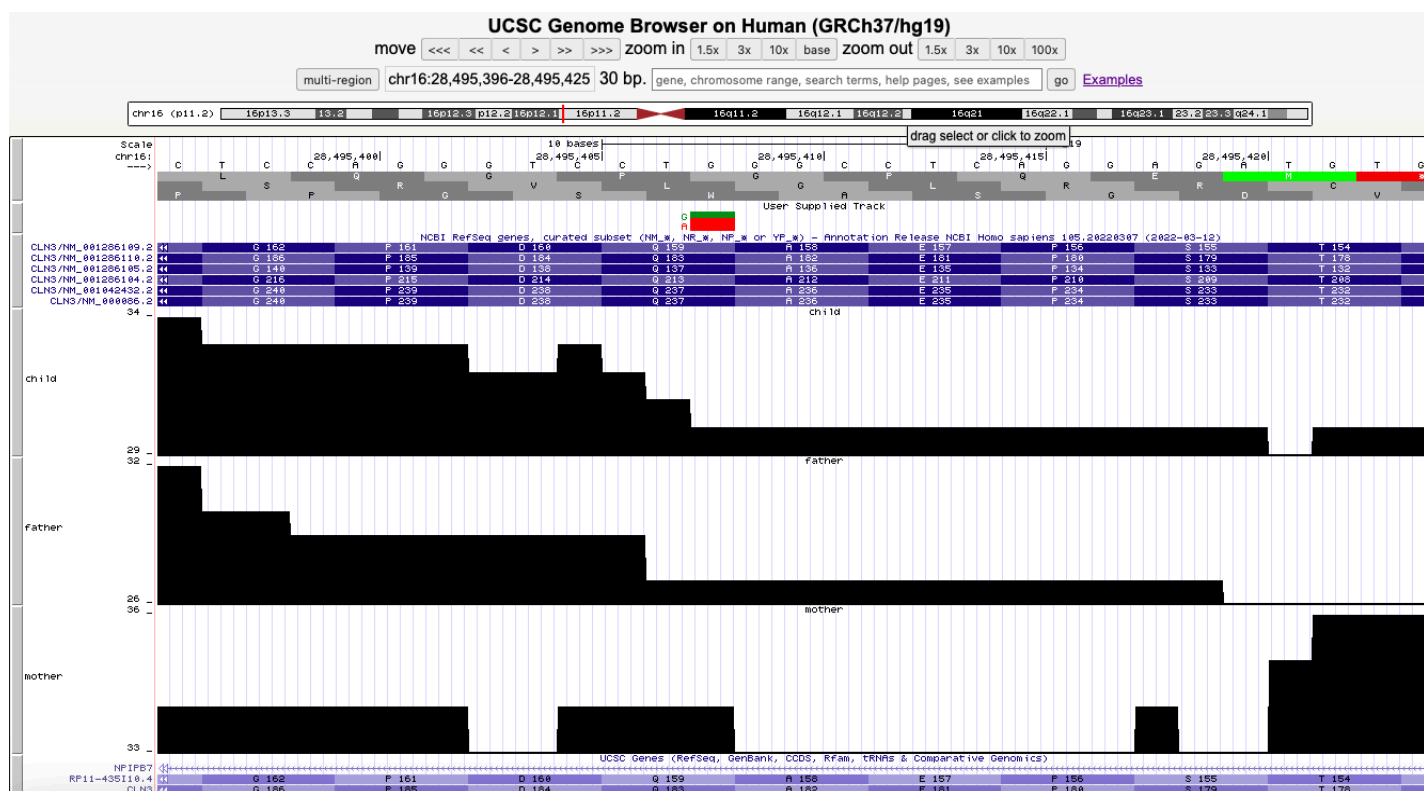 UCSC Genome Browser on Human (GRCh37/hg19)
move <<< << < > >> >>> zoom in 1.5x 3x 10x base zoom out 1.5x 3x 10x 100x
multi-region chr16:28,495,396-28,495,425 30 bp. gene, chromosome range, search terms, help pages, see examples go Examples
chr16 (p11.2) 16p13.3 13.2 16p12.3 p12.2 16p12.1 16p11.2 16q11.2 16q12.1 16q12.2 16q21 16q22.1 16q23.1 23.2 23.3 q24.1
drag select or click to zoom
Scale 10 bases 19
chr16: 28,495,400 28,495,405 28,495,410 28,495,415 28,495,420
---> C T C C A G G G T C C T G G G C C T C A G G A G A T G T G
L Q G P G P Q E M *
S R V L G L R R C
P P G S W A S G D V
User Supplied Track
G
A
NCBI RefSeq genes, curated subset (NM_*, NR_*, NP_* or YP_*) - Annotation Release NCBI Homo sapiens 105.20220307 (2022-03-12)
CLN3/NM_001286109.2 G 162 P 161 D 160 Q 159 A 158 E 157 P 156 S 155 T 154
CLN3/NM_001286110.2 G 186 P 185 D 184 Q 183 A 182 E 181 P 180 S 179 T 178
CLN3/NM_001286105.2 G 140 P 139 D 138 Q 137 A 136 E 135 P 134 S 133 T 132
CLN3/NM_001286104.2 G 216 P 215 D 214 Q 213 A 212 E 211 P 210 S 209 T 208
CLN3/NM_001042432.2 G 240 P 239 D 238 Q 237 A 236 E 235 P 234 S 233 T 232
CLN3/NM_000086.2 G 240 P 239 D 238 Q 237 A 236 E 235 P 234 S 233 T 232
child
34 _
child
29 _
father
32 _
father
26 _
mother
36 _
mother
33 _
UCSC Genes (RefSeq, GenBank, CCDS, Rfam, tRNAs & Comparative Genomics)
NPIPB7
RP11-435I10.4 G 162 P 161 D 160 Q 159 A 158 E 157 P 156 S 155 T 154
CLN3 G 186 P 185 D 184 Q 183 A 182 E 181 P 180 S 179 T 178